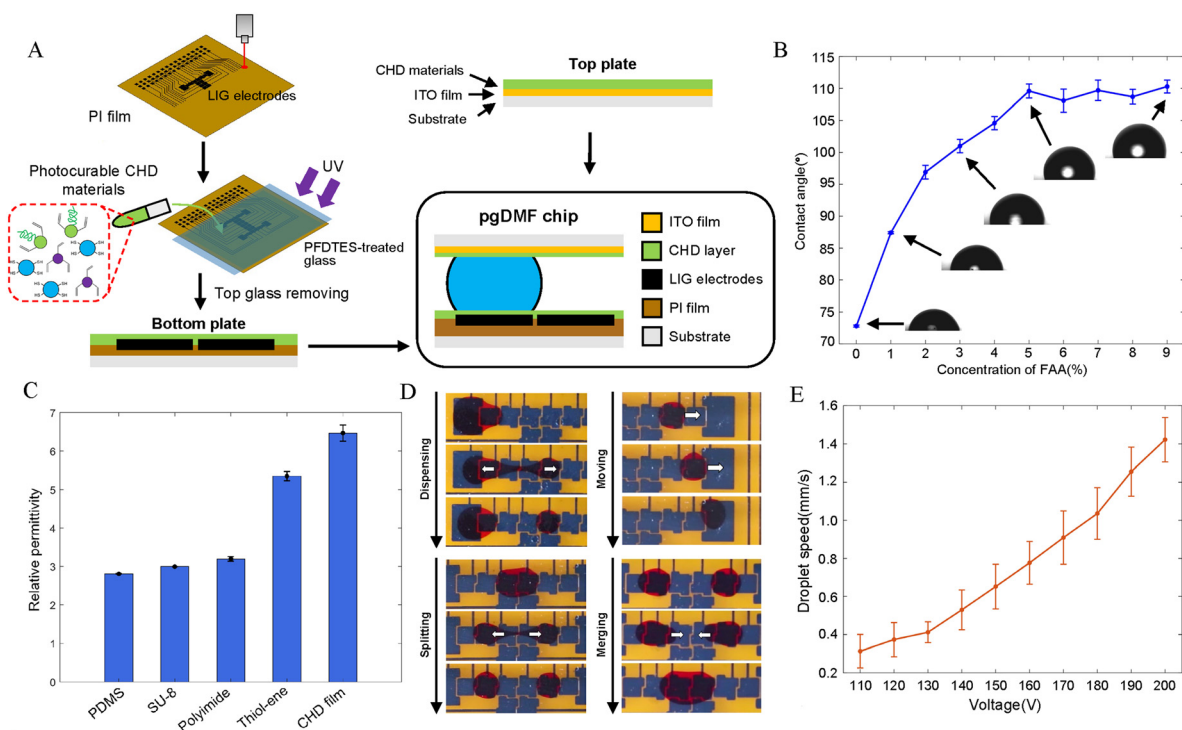 A
LIG electrodes
PI film
Photocurable CHD
materials
HS
SH
UV
PFDTES-treated
glass
Top glass removing
Bottom plate
Top plate
CHD materials
ITO film
Substrate
pgDMF chip
ITO film
CHD layer
LIG electrodes
PI film
Substrate
B
Contact angle(°)
110
105
100
95
90
85
80
75
70
0 1 2 3 4 5 6 7 8 9
Concentration of FAA(%)
C
Relative permittivity
7
6
5
4
3
2
1
0
PDMS
SU-8
Polyimide
Thiol-ene
CHD film
D
Dispensing
Moving
Splitting
Merging
E
Droplet speed(mm/s)
1.6
1.4
1.2
1.0
0.8
0.6
0.4
0.2
110 120 130 140 150 160 170 180 190 200
Voltage(V)